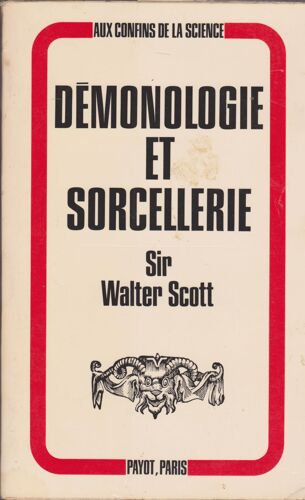 AUX CONFINS DE LA SCIENCE
DÉMONOLOGIE
ET
SORCELLERIE
Sir
Walter Scott
PAYOT, PARIS